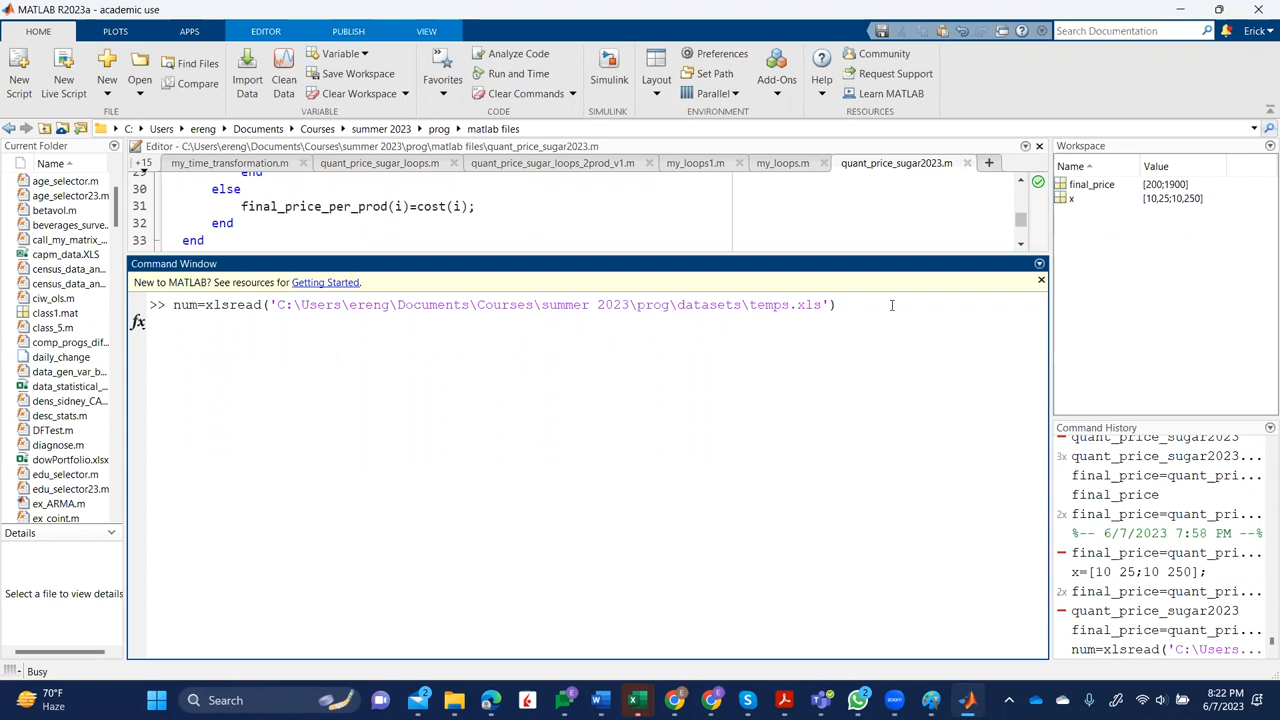 MATLAB R2023a - academic use
HOME PLOTS APPS EDITOR PUBLISH VIEW
Search Documentation Erick
New Script
New Live Script
New
Open
Find Files
Compare
FILE
Import Data
Clean Data
Variable
Save Workspace
Clear Workspace
VARIABLE
Favorites
Analyze Code
Run and Time
Clear Commands
CODE
Simulink
SIMULINK
Layout
Preferences
Set Path
Parallel
Add-Ons
ENVIRONMENT
Help
Community
Request Support
Learn MATLAB
RESOURCES
C: Users ereng Documents Courses summer 2023 prog matlab files
Current Folder
Name
age_selector.m
age_selector23.m
betavol.m
beverages_surve...
call_my_matrix_...
capm_data.XLS
census_data_an...
census_data_an...
ciw_ols.m
class1.mat
class_5.m
comp_progs_dif...
daily_change
data_gen_var_b...
data_statistical_...
dens_sidney_CA...
desc_stats.m
DFTest.m
diagnose.m
dowPortfolio.xlsx
edu_selector.m
edu_selector23.m
ex_ARMA.m
ex_coint.m
Details
Select a file to view details
Editor - C:\Users\ereng\Documents\Courses\summer 2023\prog\matlab files\quant_price_sugar2023.m
+15 my_time_transformation.m quant_price_sugar_loops.m quant_price_sugar_loops_2prod_v1.m my_loops1.m my_loops.m quant_price_sugar2023.m
29 end
30 else
31 final_price_per_prod(i)=cost(i);
32 end
33 end
Command Window
New to MATLAB? See resources for Getting Started.
>> num=xlsread('C:\Users\ereng\Documents\Courses\summer 2023\prog\datasets\temps.xls')
fx
Workspace
Name Value
final_price [200;1900]
x [10,25;10,250]
Command History
quant_price_sugar2023
3x quant_price_sugar...
final_price=quant_pri...
final_price
2x final_price=quant_pri...
%-- 6/7/2023 7:58 PM --%
final_price=quant_pri...
x=[10 25;10 250];
2x final_price=quant_pri...
quant_price_sugar2023
final_price=quant_pri...
num=xlsread('C:\Users...
Busy
70°F
Haze
Search
2
2
8:22 PM
6/7/2023